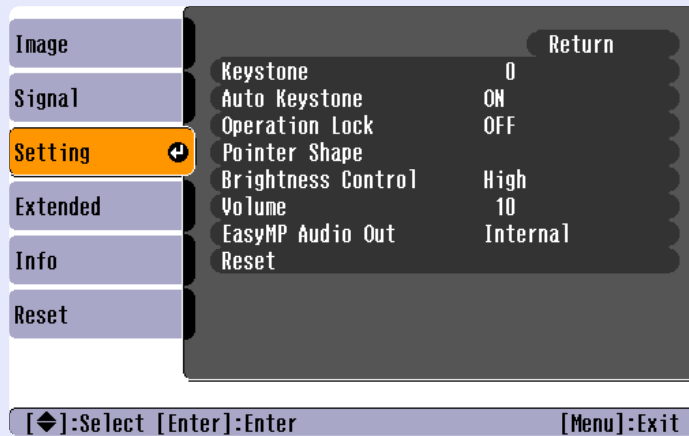 Image
Signal
Setting
Extended
Info
Reset
Return
Keystone 0
Auto Keystone ON
Operation Lock OFF
Pointer Shape
Brightness Control High
Volume 10
EasyMP Audio Out Internal
Reset
[◆]:Select [Enter]:Enter [Menu]:Exit